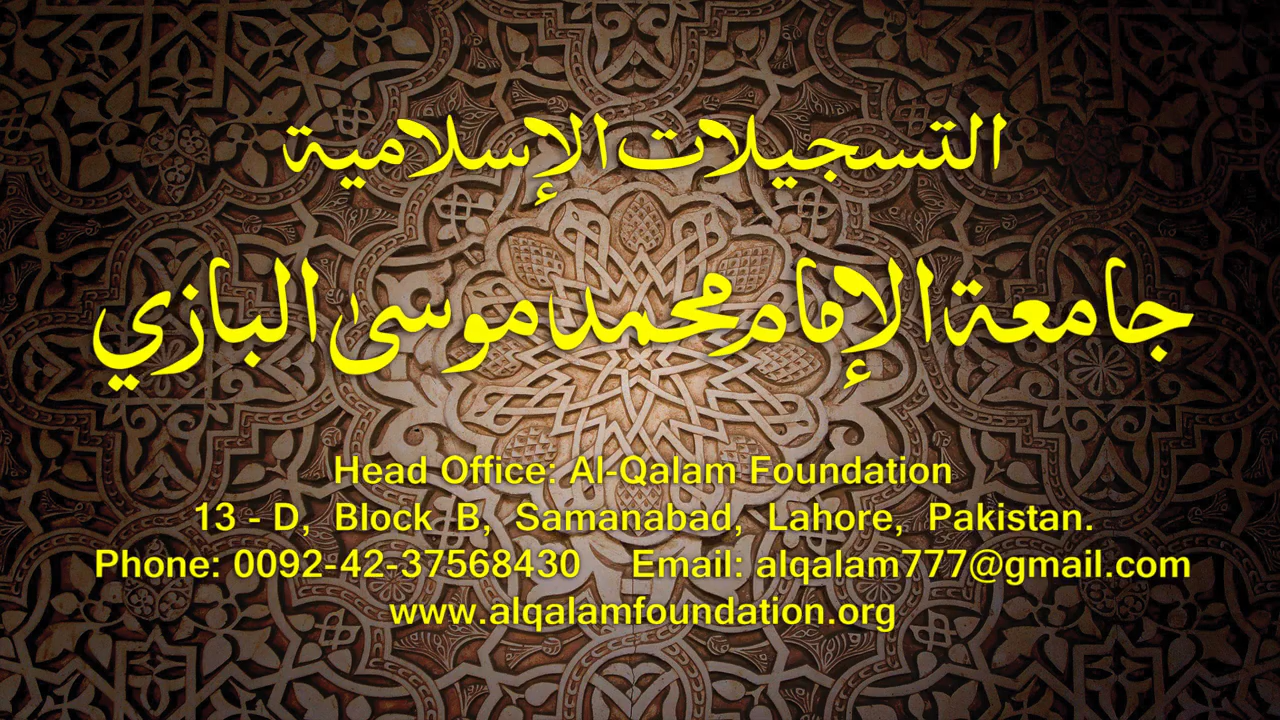 التسجيلات الإسلامية
جامعة الإمام محمد موسىٰ البازي
Head Office: Al-Qalam Foundation
13 - D, Block B, Samanabad, Lahore, Pakistan.
Phone: 0092-42-37568430 Email: alqalam777@gmail.com
www.alqalamfoundation.org